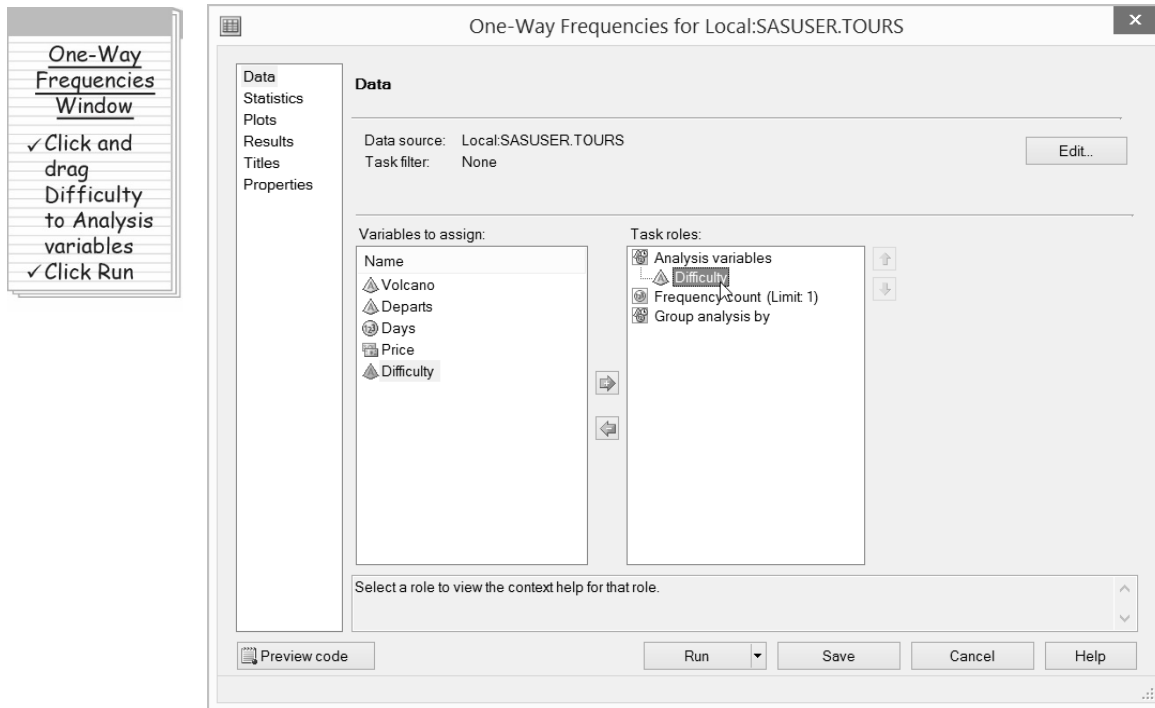 One-Way
Frequencies
Window
✓Click and
drag
Difficulty
to Analysis
variables
✓Click Run
One-Way Frequencies for Local:SASUSER.TOURS
x
Data
Statistics
Plots
Results
Titles
Properties
Data
Data source: Local:SASUSER.TOURS
Task filter: None
Edit...
Variables to assign:
Name
Volcano
Departs
Days
Price
Difficulty
Task roles:
Analysis variables
Difficulty
Frequency count (Limit: 1)
Group analysis by
Select a role to view the context help for that role.
Preview code
Run
Save
Cancel
Help